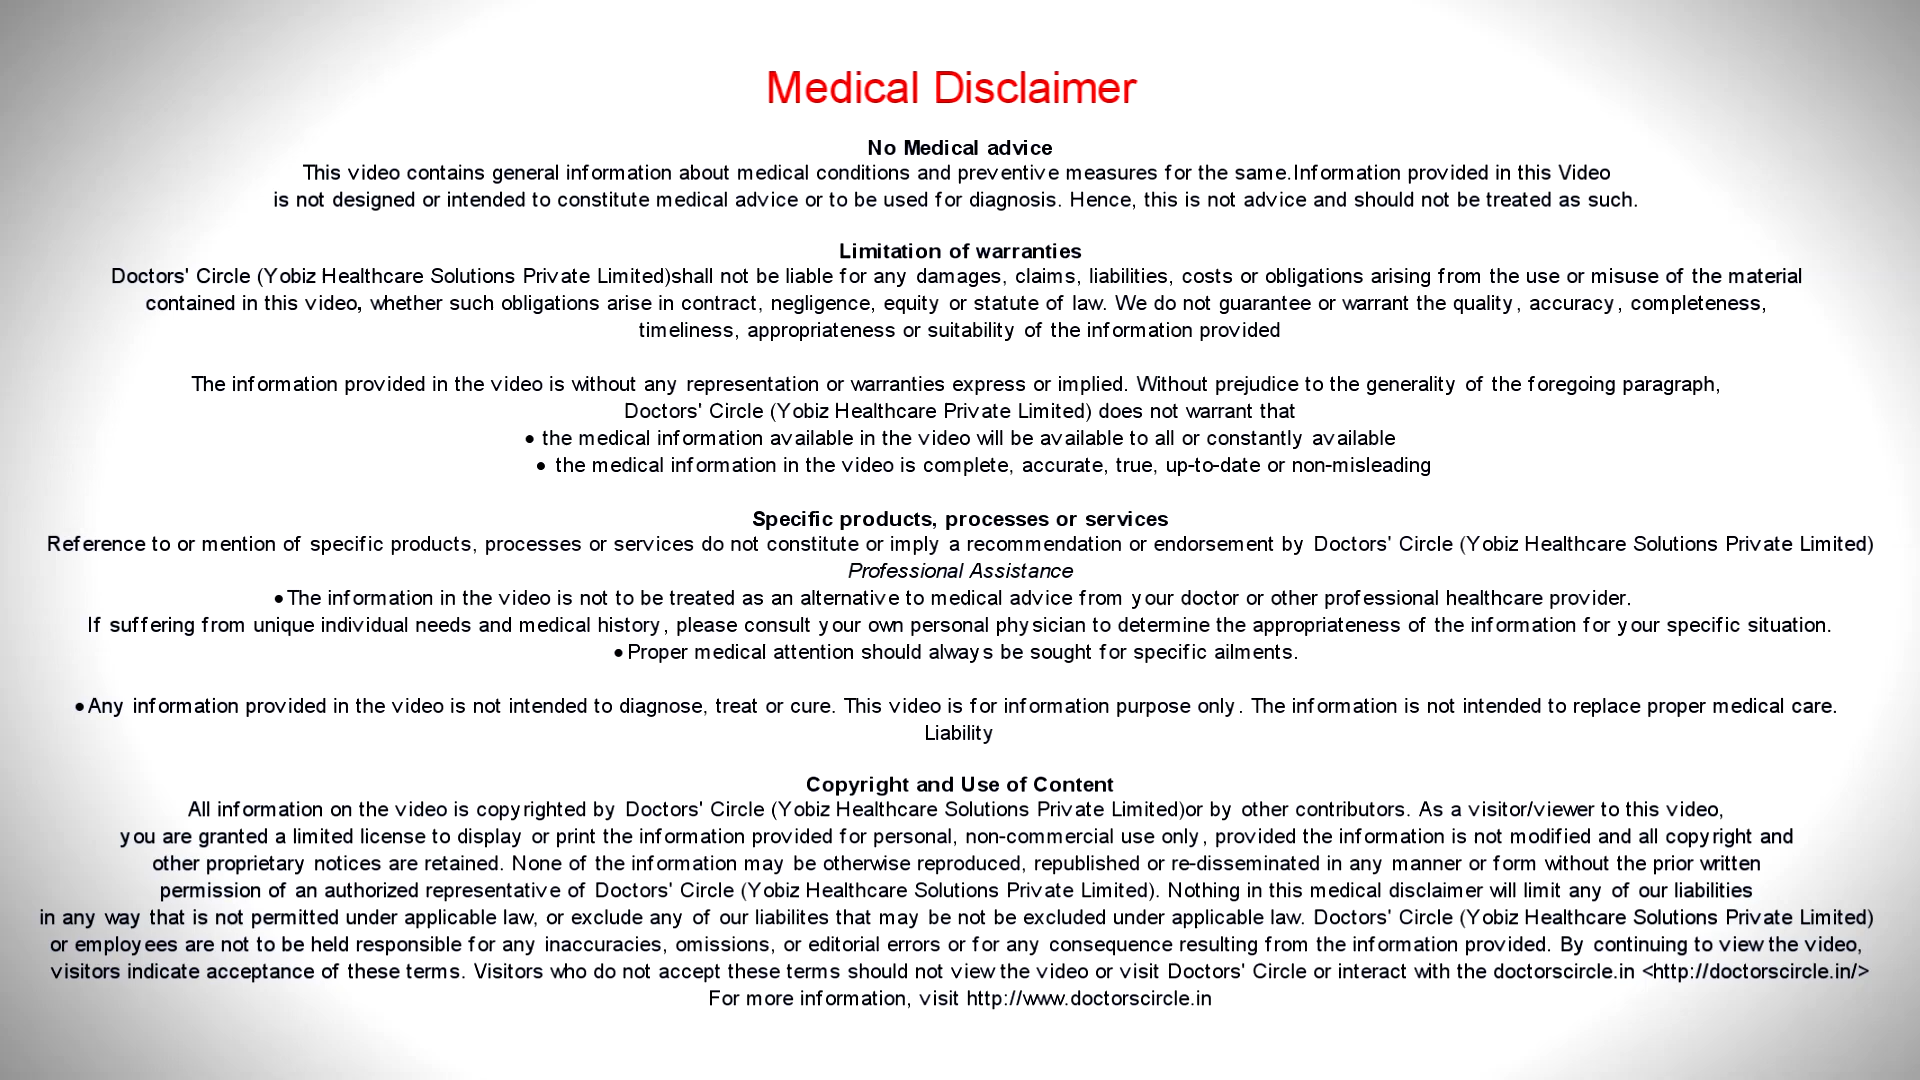 Medical Disclaimer
No Medical advice
This video contains general information about medical conditions and preventive measures for the same.Information provided in this Video
is not designed or intended to constitute medical advice or to be used for diagnosis. Hence, this is not advice and should not be treated as such.
Limitation of warranties
Doctors' Circle (Yobiz Healthcare Solutions Private Limited)shall not be liable for any damages, claims, liabilities, costs or obligations arising from the use or misuse of the material
contained in this video, whether such obligations arise in contract, negligence, equity or statute of law. We do not guarantee or warrant the quality, accuracy, completeness,
timeliness, appropriateness or suitability of the information provided
The information provided in the video is without any representation or warranties express or implied. Without prejudice to the generality of the foregoing paragraph,
Doctors' Circle (Yobiz Healthcare Private Limited) does not warrant that
• the medical information available in the video will be available to all or constantly available
• the medical information in the video is complete, accurate, true, up-to-date or non-misleading
Specific products, processes or services
Reference to or mention of specific products, processes or services do not constitute or imply a recommendation or endorsement by Doctors' Circle (Yobiz Healthcare Solutions Private Limited)
Professional Assistance
•The information in the video is not to be treated as an alternative to medical advice from your doctor or other professional healthcare provider.
If suffering from unique individual needs and medical history, please consult your own personal physician to determine the appropriateness of the information for your specific situation.
•Proper medical attention should always be sought for specific ailments.
•Any information provided in the video is not intended to diagnose, treat or cure. This video is for information purpose only. The information is not intended to replace proper medical care.
Liability
Copyright and Use of Content
All information on the video is copyrighted by Doctors' Circle (Yobiz Healthcare Solutions Private Limited)or by other contributors. As a visitor/viewer to this video,
you are granted a limited license to display or print the information provided for personal, non-commercial use only, provided the information is not modified and all copyright and
other proprietary notices are retained. None of the information may be otherwise reproduced, republished or re-disseminated in any manner or form without the prior written
permission of an authorized representative of Doctors' Circle (Yobiz Healthcare Solutions Private Limited). Nothing in this medical disclaimer will limit any of our liabilities
in any way that is not permitted under applicable law, or exclude any of our liabilites that may be not be excluded under applicable law. Doctors' Circle (Yobiz Healthcare Solutions Private Limited)
or employees are not to be held responsible for any inaccuracies, omissions, or editorial errors or for any consequence resulting from the information provided. By continuing to view the video,
visitors indicate acceptance of these terms. Visitors who do not accept these terms should not view the video or visit Doctors' Circle or interact with the doctorscircle.in <http://doctorscircle.in/>
For more information, visit http://www.doctorscircle.in